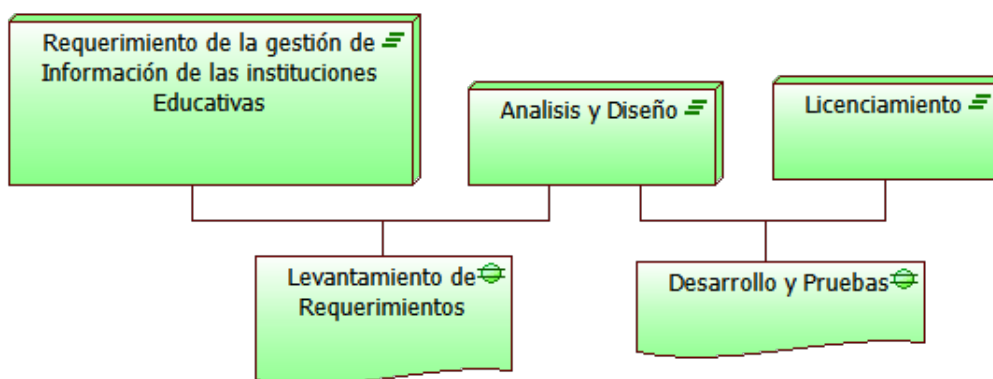 Requerimiento de la gestión de
Información de las instituciones
Educativas
Analisis y Diseño
Licenciamiento
Levantamiento de
Requerimientos
Desarrollo y Pruebas